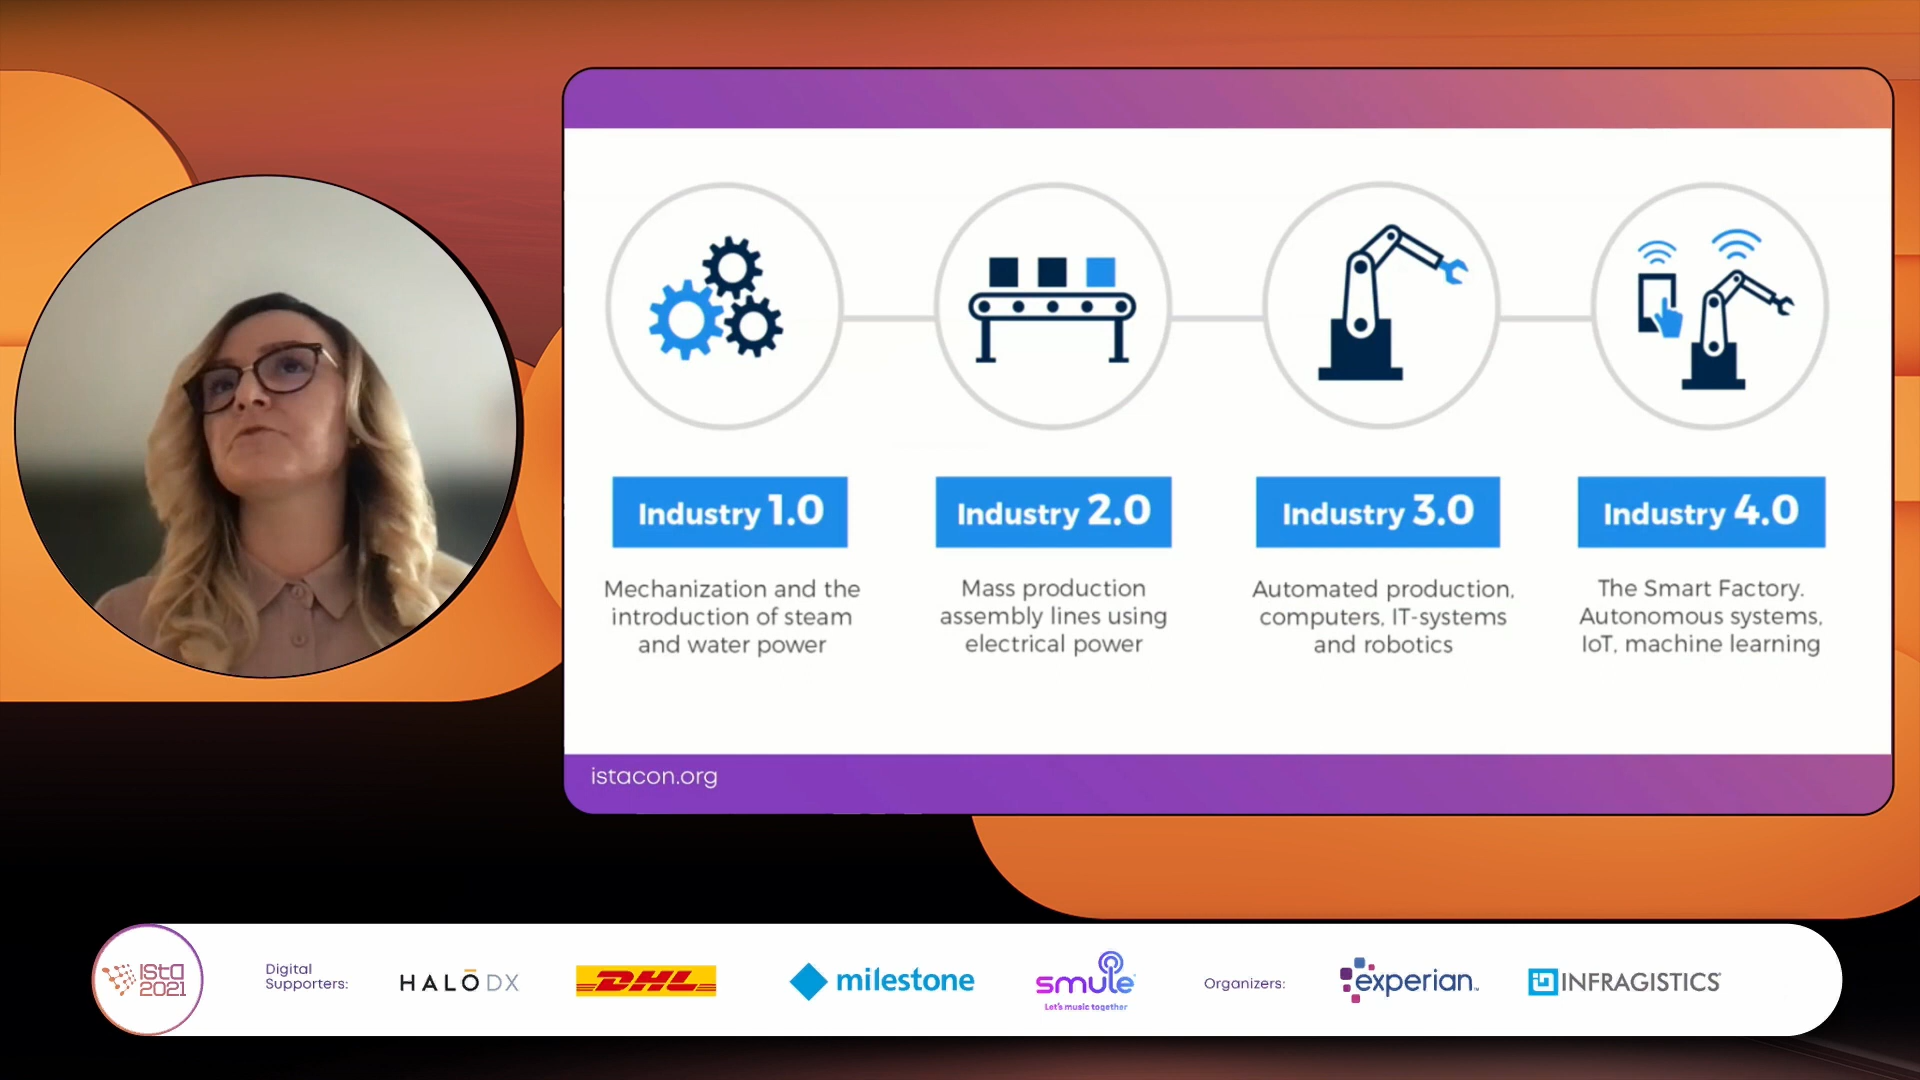 Industry 1.0
Mechanization and the
introduction of steam
and water power
Industry 2.0
Mass production
assembly lines using
electrical power
Industry 3.0
Automated production,
computers, IT-systems
and robotics
Industry 4.0
The Smart Factory.
Autonomous systems,
IoT, machine learning
istacon.org
ista
2021
Digital
Supporters:
HALO DX
DHL
milestone
smule
Let's music together
Organizers:
experian™
INFRAGISTICS